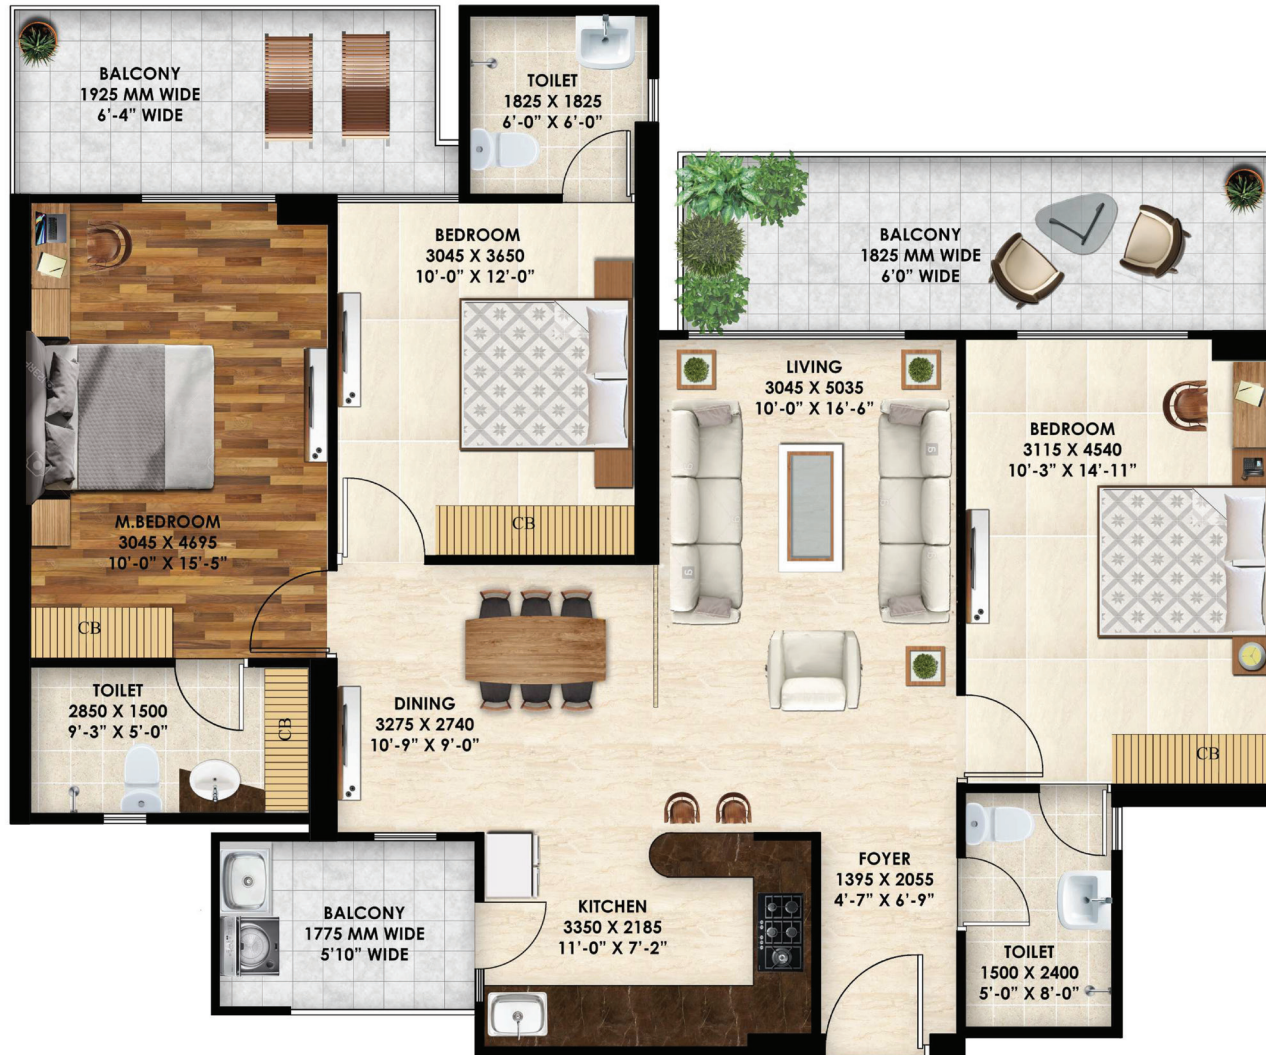 BALCONY
1925 MM WIDE
6'-4" WIDE
TOILET
1825 X 1825
6'-0" X 6'-0"
BEDROOM
3045 X 3650
10'-0" X 12'-0"
BALCONY
1825 MM WIDE
6'0" WIDE
LIVING
3045 X 5035
10'-0" X 16'-6"
BEDROOM
3115 X 4540
10'-3" X 14'-11"
M.BEDROOM
3045 X 4695
10'-0" X 15'-5"
CB
CB
TOILET
2850 X 1500
9'-3" X 5'-0"
CB
DINING
3275 X 2740
10'-9" X 9'-0"
CB
BALCONY
1775 MM WIDE
5'10" WIDE
KITCHEN
3350 X 2185
11'-0" X 7'-2"
FOYER
1395 X 2055
4'-7" X 6'-9"
TOILET
1500 X 2400
5'-0" X 8'-0"